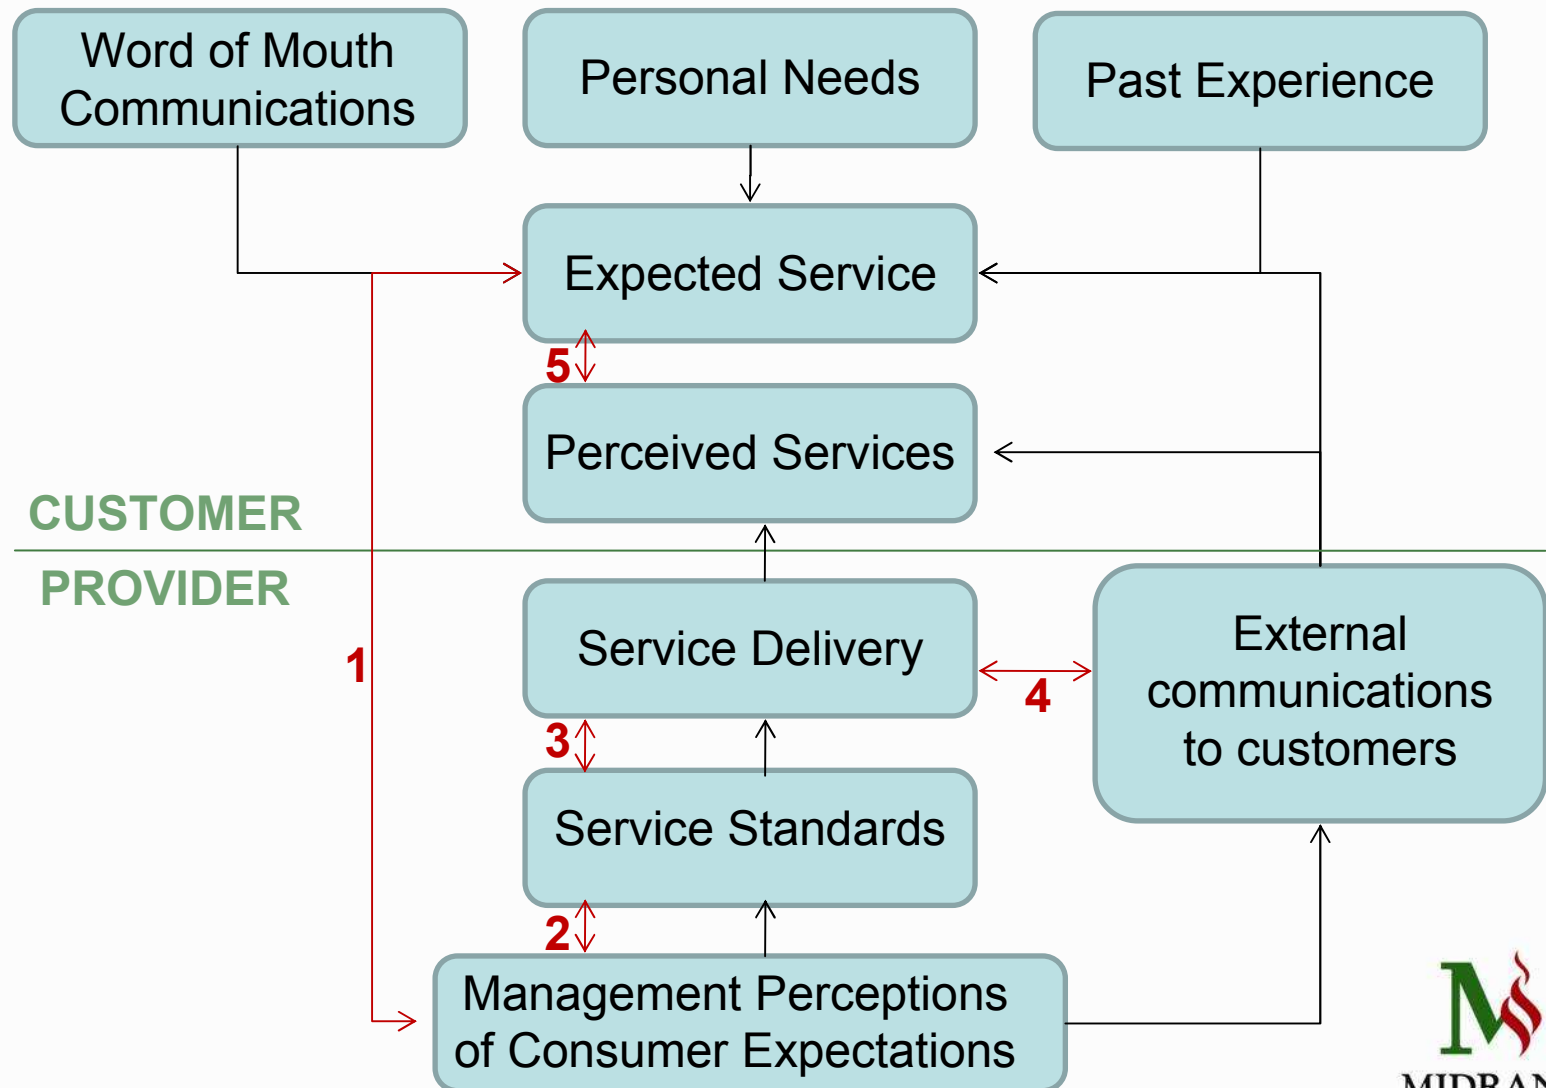 Word of Mouth
Communications
Personal Needs
Past Experience
Expected Service
5
Perceived Services
CUSTOMER
PROVIDER
Service Delivery
External
communications
to customers
1
4
3
Service Standards
2
Management Perceptions
of Consumer Expectations
M